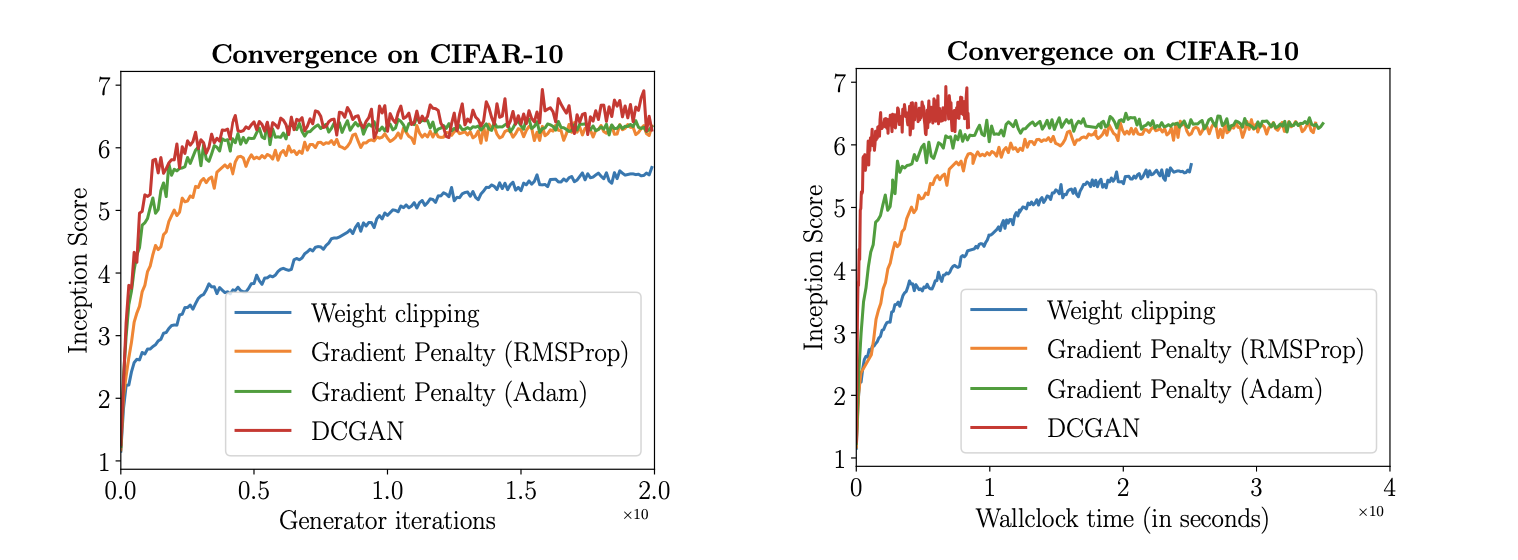 Convergence on CIFAR-10
7
6
5
4
3
2
1
Inception Score
Weight clipping
Gradient Penalty (RMSProp)
Gradient Penalty (Adam)
DCGAN
0.0 0.5 1.0 1.5 2.0
×10
Generator iterations
Convergence on CIFAR-10
7
6
5
4
3
2
1
Inception Score
Weight clipping
Gradient Penalty (RMSProp)
Gradient Penalty (Adam)
DCGAN
0 1 2 3 4
×10
Wallclock time (in seconds)